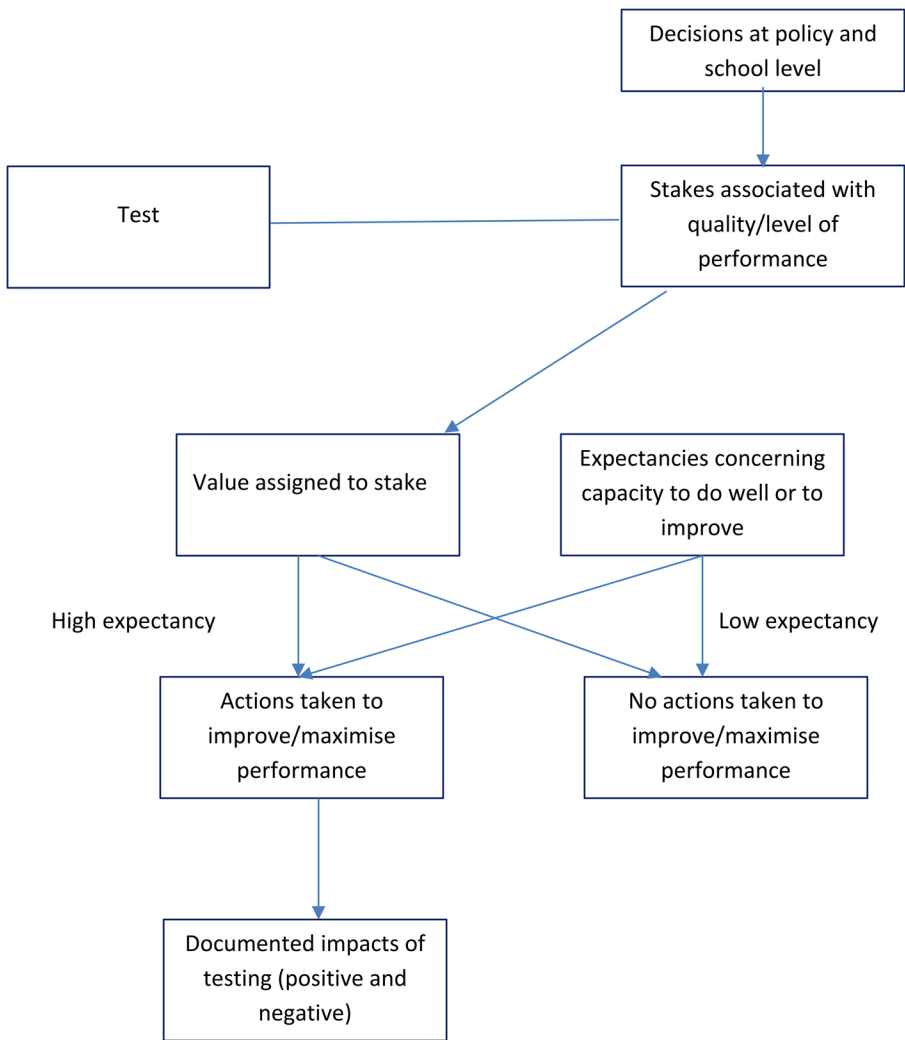 Decisions at policy and
school level
Test
Stakes associated with
quality/level of
performance
Value assigned to stake
Expectancies concerning
capacity to do well or to
improve
High expectancy
Low expectancy
Actions taken to
improve/maximise
performance
No actions taken to
improve/maximise
performance
Documented impacts of
testing (positive and
negative)